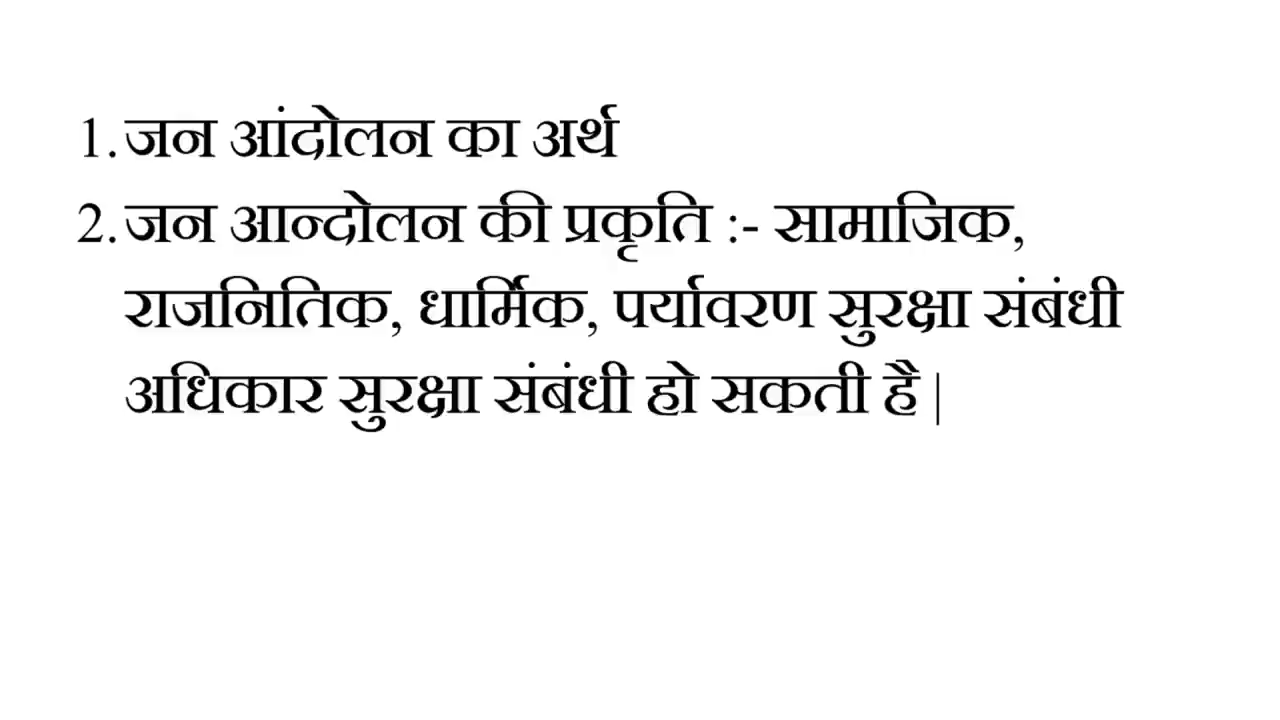 1. जन आंदोलन का अर्थ
2. जन आन्दोलन की प्रकृति :- सामाजिक,
राजनितिक, धार्मिक, पर्यावरण सुरक्षा संबंधी
अधिकार सुरक्षा संबंधी हो सकती है |